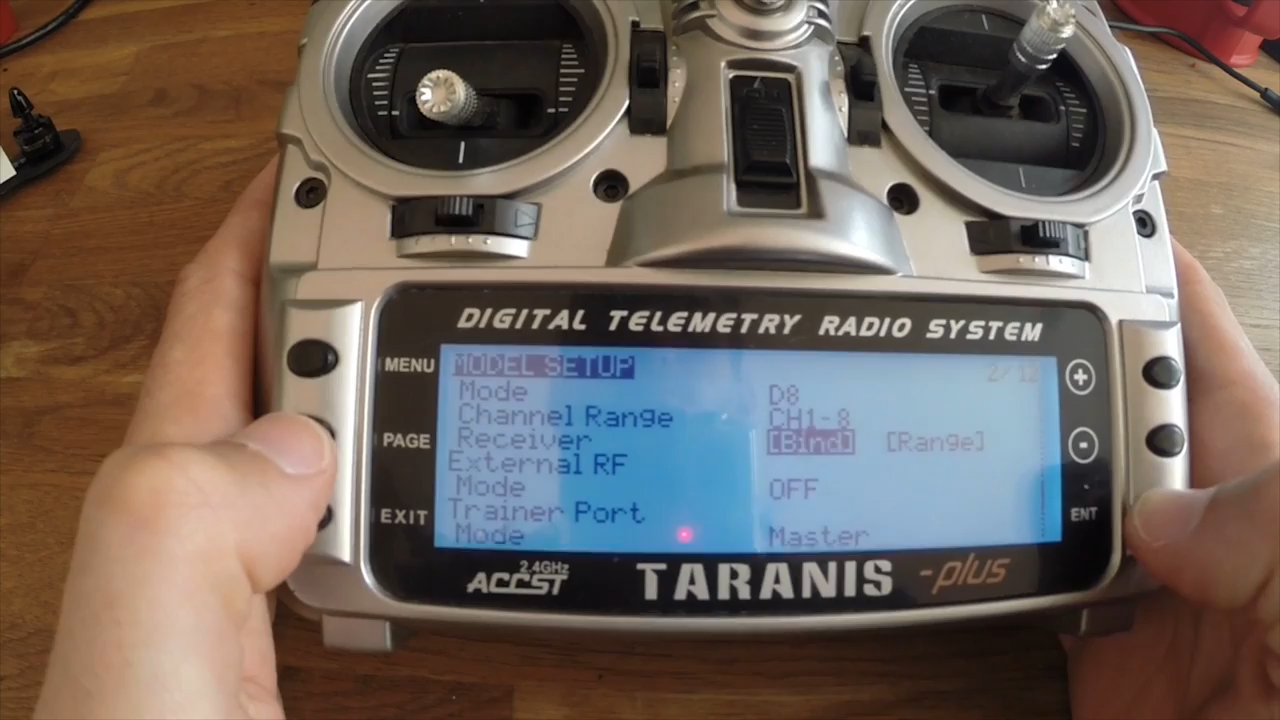 DIGITAL TELEMETRY RADIO SYSTEM
MENU
PAGE
EXIT
MODEL SETUP 2/12
Mode D8
Channel Range CH1-8
Receiver [Bind] [Range]
External RF
Mode OFF
Trainer Port
Mode Master
+
-
ENT
ACCST 2.4GHz
TARANIS -plus